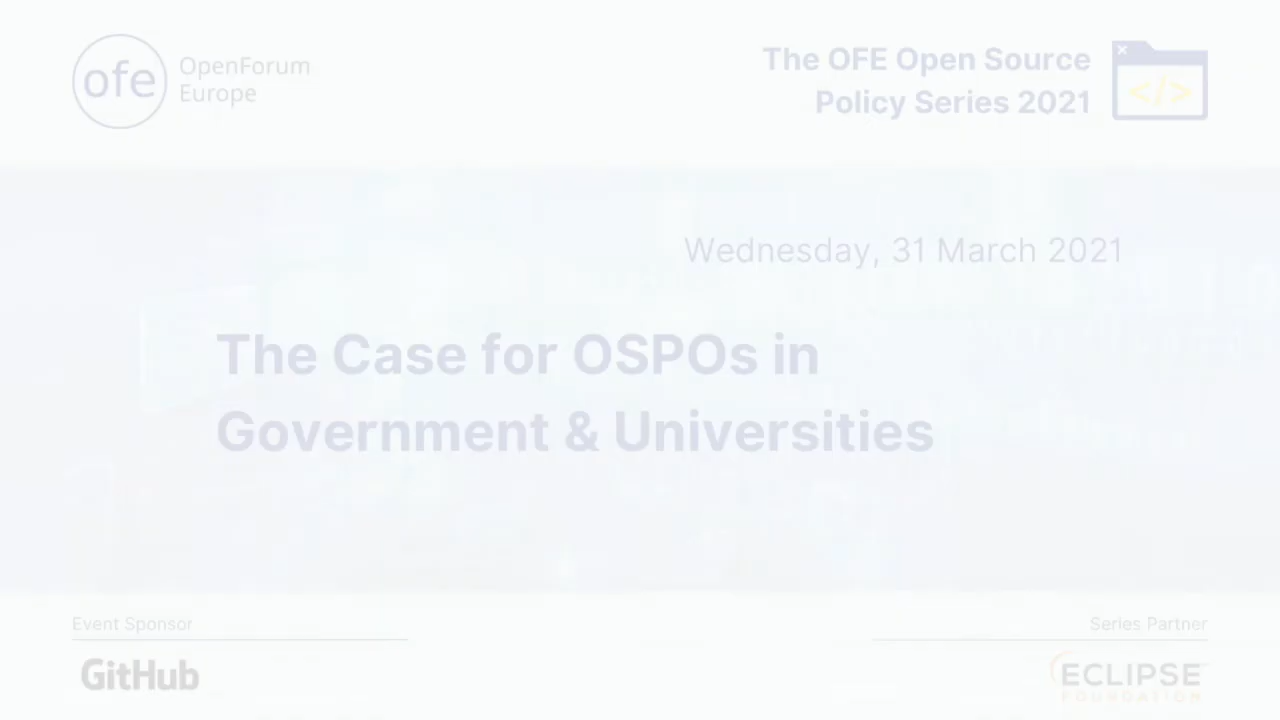 ofe OpenForum
Europe
The OFE Open Source
Policy Series 2021
</>
Wednesday, 31 March 2021
The Case for OSPOs in
Government & Universities
Event Sponsor
Series Partner
GitHub
ECLIPSE
FOUNDATION